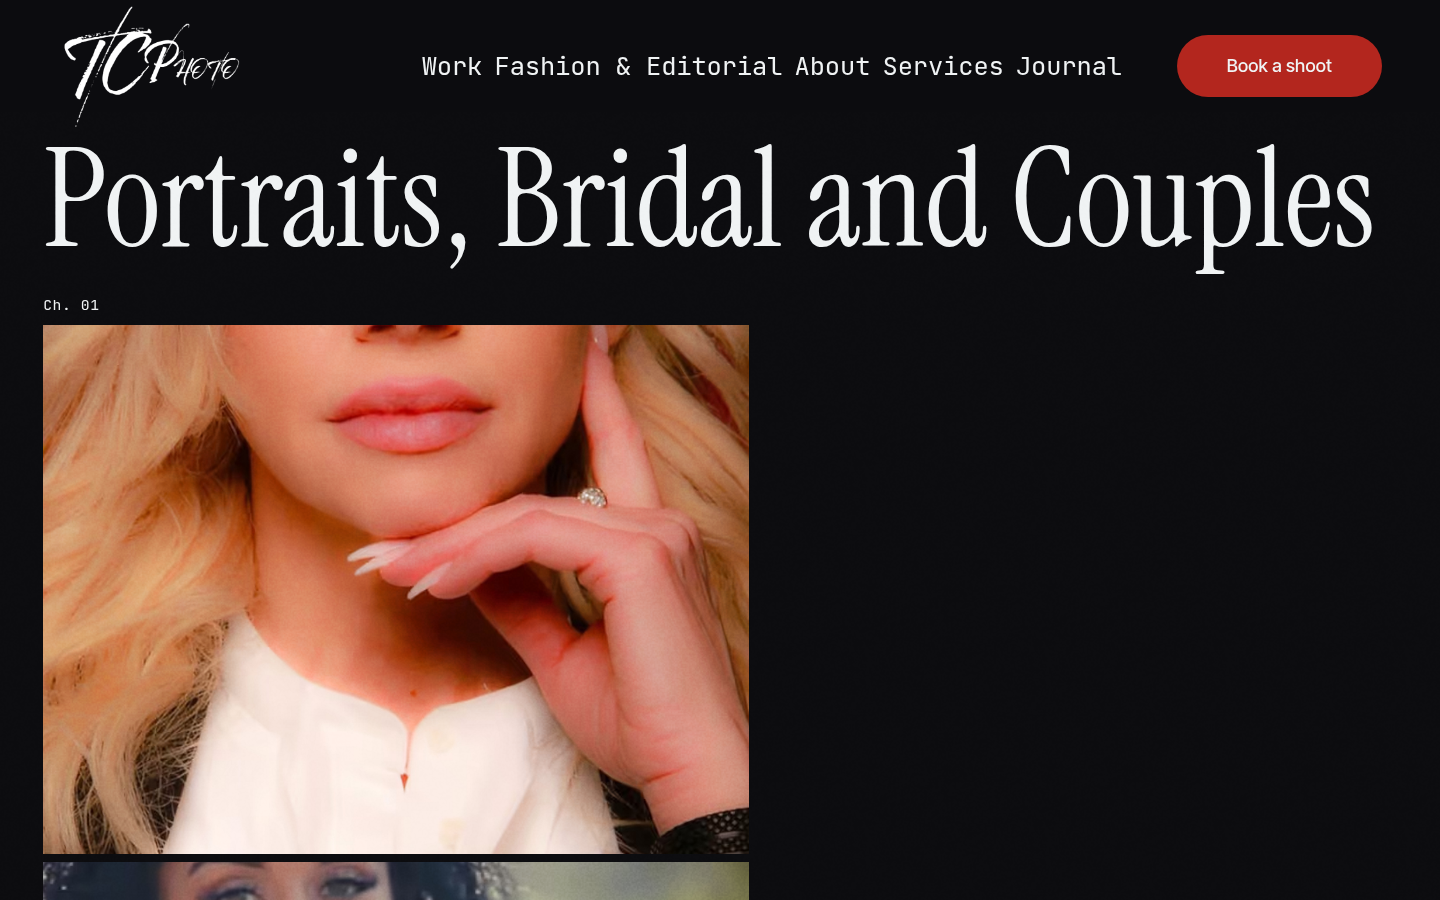 TCPHOTO
Work Fashion & Editorial About Services Journal
Book a shoot
Portraits, Bridal and Couples
Ch. 01